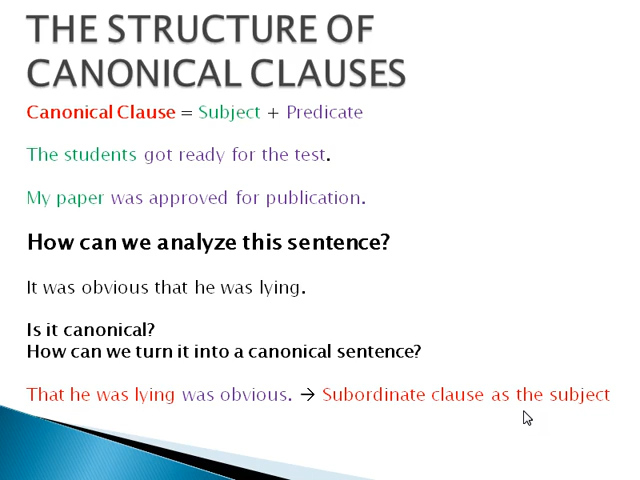 THE STRUCTURE OF
CANONICAL CLAUSES
Canonical Clause = Subject + Predicate
The students got ready for the test.
My paper was approved for publication.
How can we analyze this sentence?
It was obvious that he was lying.
Is it canonical?
How can we turn it into a canonical sentence?
That he was lying was obvious. → Subordinate clause as the subject